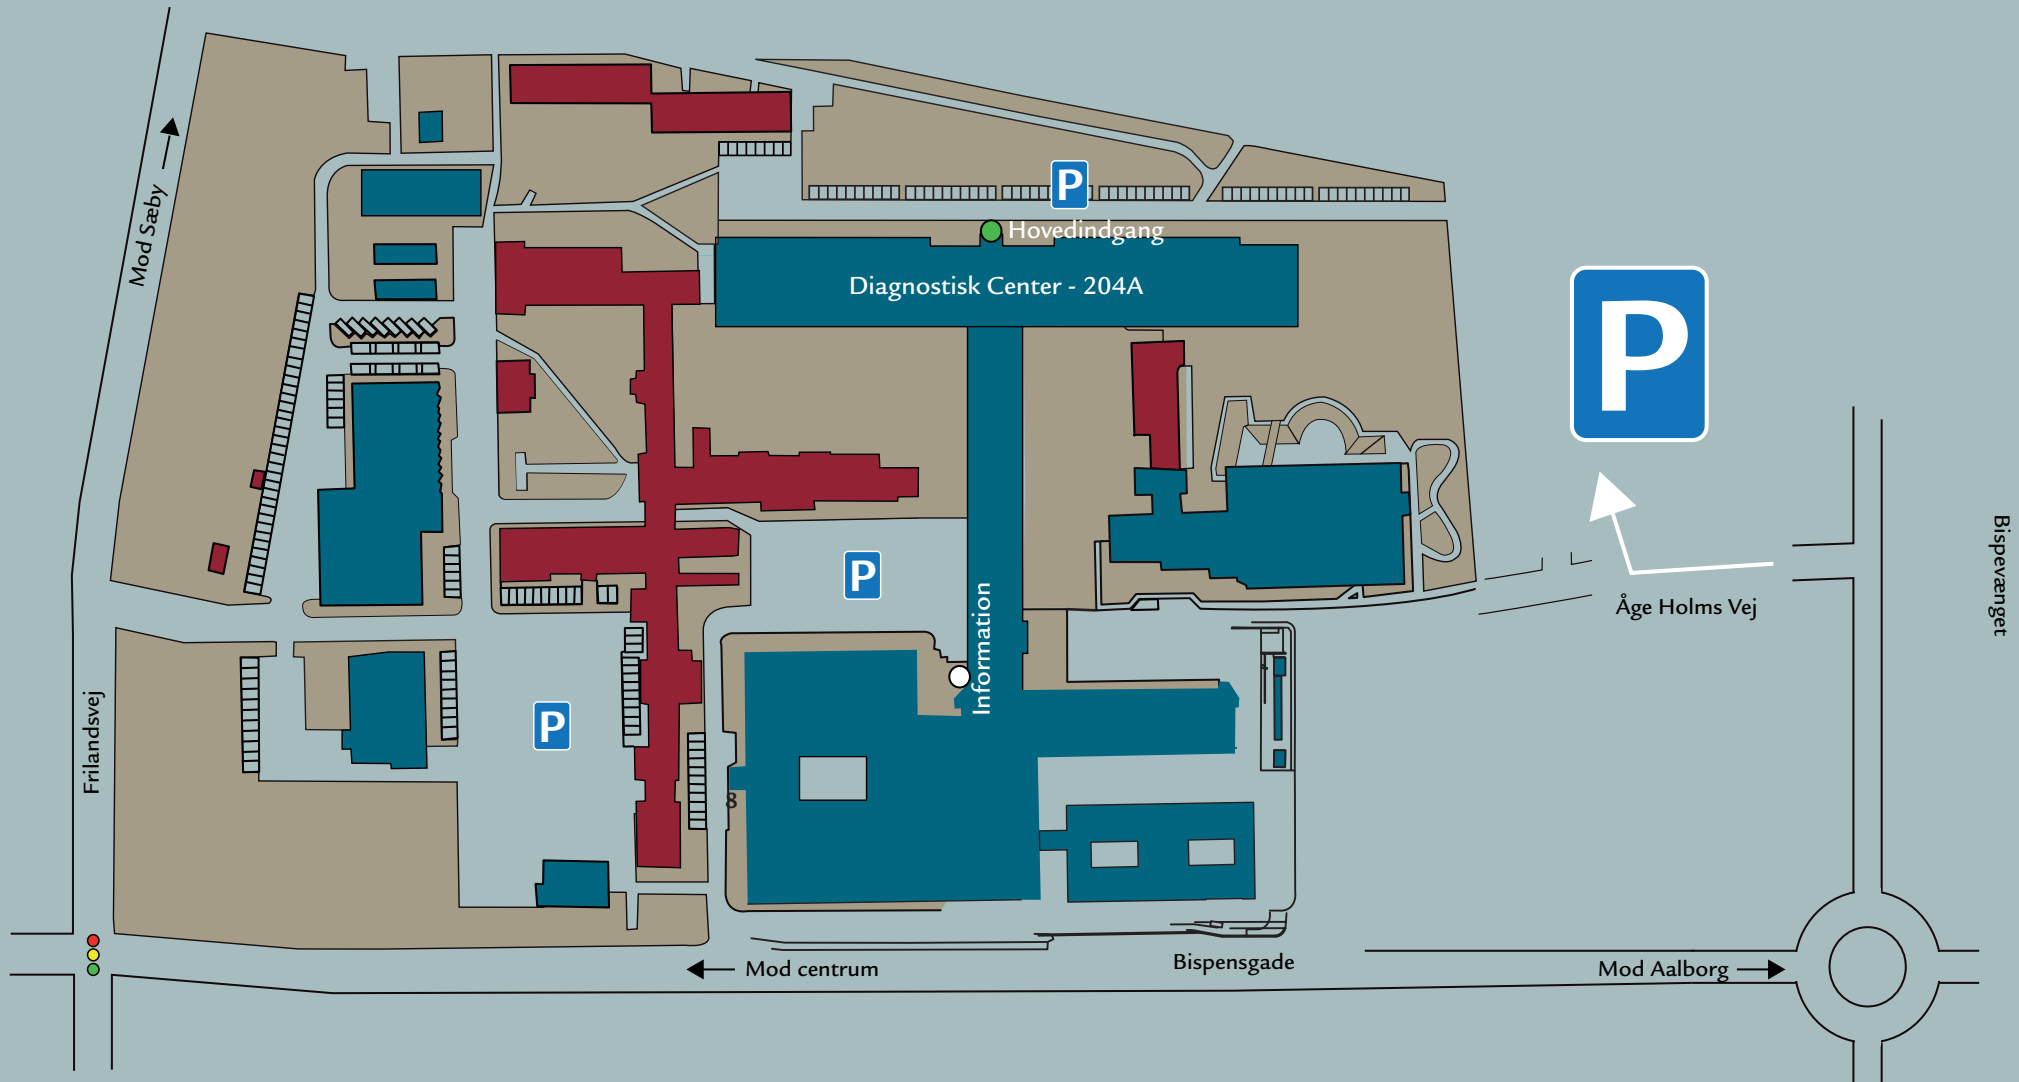 P
Hovedindgang
Mod Sæby
Diagnostisk Center - 204A
P
P
Bispevænget
Åge Holms Vej
Information
P
Frilandsvej
8
Bispensgade
Mod centrum
Mod Aalborg